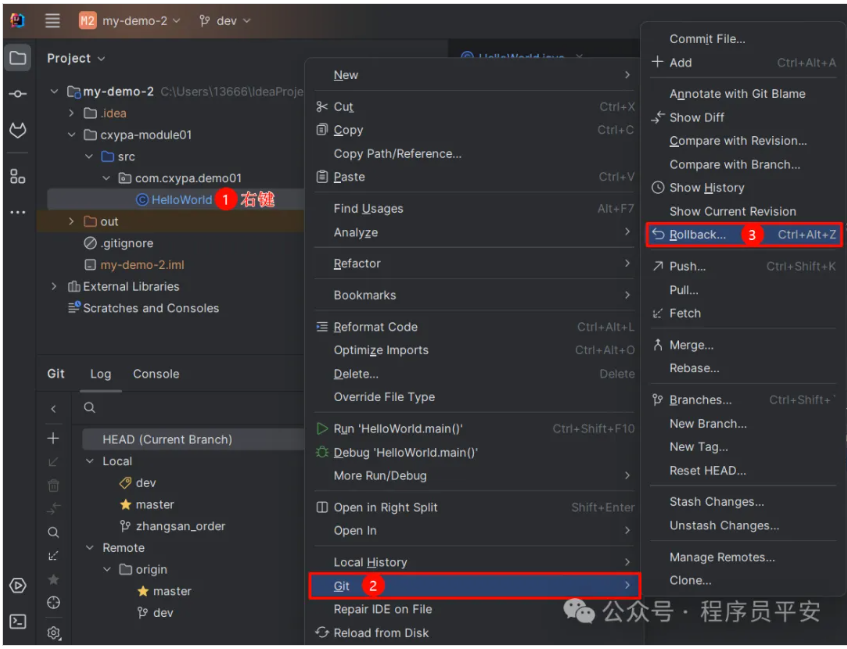 M2 my-demo-2 dev
Project
my-demo-2 C:\Users\13666\IdeaProje
.idea
cxypa-module01
src
com.cxypa.demo01
HelloWorld 1 右键
out
.gitignore
my-demo-2.iml
External Libraries
Scratches and Consoles
Git Log Console
HEAD (Current Branch)
Local
dev
master
zhangsan_order
Remote
origin
master
dev
HelloWorld.java
New
Cut Ctrl+X
Copy Ctrl+C
Copy Path/Reference...
Paste Ctrl+V
Find Usages Alt+F7
Analyze
Refactor
Bookmarks
Reformat Code Ctrl+Alt+L
Optimize Imports Ctrl+Alt+O
Delete... Delete
Override File Type
Run 'HelloWorld.main()' Ctrl+Shift+F10
Debug 'HelloWorld.main()'
More Run/Debug
Open in Right Split Shift+Enter
Open In
Local History
Git 2
Repair IDE on File
Reload from Disk
Commit File...
Add Ctrl+Alt+A
Annotate with Git Blame
Show Diff
Compare with Revision...
Compare with Branch...
Show History
Show Current Revision
Rollback... 3 Ctrl+Alt+Z
Push... Ctrl+Shift+K
Pull...
Fetch
Merge...
Rebase...
Branches... Ctrl+Shift+`
New Branch...
New Tag...
Reset HEAD...
Stash Changes...
Unstash Changes...
Manage Remotes...
Clone...
公众号 · 程序员平安